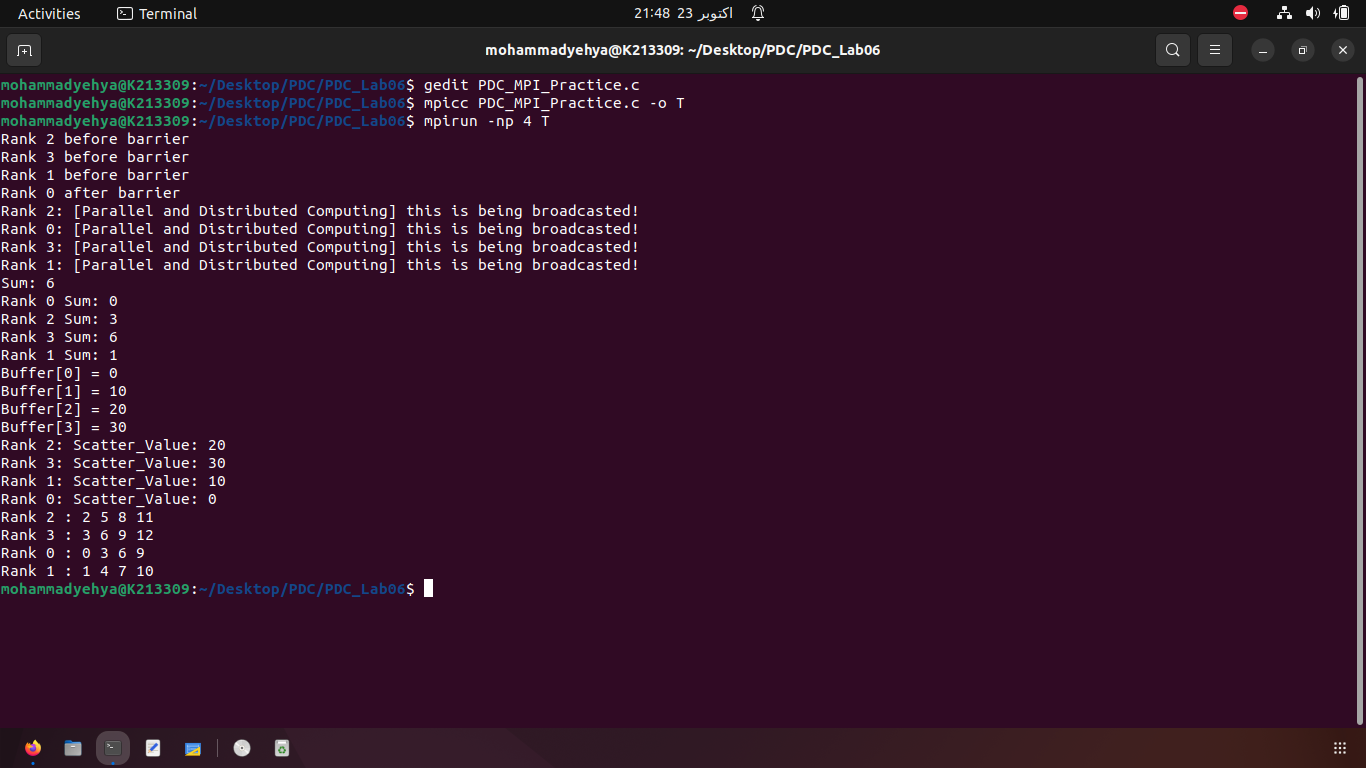 Activities Terminal 21:48 23 اکتوبر
mohammadyehya@K213309: ~/Desktop/PDC/PDC_Lab06
mohammadyehya@K213309:~/Desktop/PDC/PDC_Lab06$ gedit PDC_MPI_Practice.c
mohammadyehya@K213309:~/Desktop/PDC/PDC_Lab06$ mpicc PDC_MPI_Practice.c -o T
mohammadyehya@K213309:~/Desktop/PDC/PDC_Lab06$ mpirun -np 4 T
Rank 2 before barrier
Rank 3 before barrier
Rank 1 before barrier
Rank 0 after barrier
Rank 2: [Parallel and Distributed Computing] this is being broadcasted!
Rank 0: [Parallel and Distributed Computing] this is being broadcasted!
Rank 3: [Parallel and Distributed Computing] this is being broadcasted!
Rank 1: [Parallel and Distributed Computing] this is being broadcasted!
Sum: 6
Rank 0 Sum: 0
Rank 2 Sum: 3
Rank 3 Sum: 6
Rank 1 Sum: 1
Buffer[0] = 0
Buffer[1] = 10
Buffer[2] = 20
Buffer[3] = 30
Rank 2: Scatter_Value: 20
Rank 3: Scatter_Value: 30
Rank 1: Scatter_Value: 10
Rank 0: Scatter_Value: 0
Rank 2 : 2 5 8 11
Rank 3 : 3 6 9 12
Rank 0 : 0 3 6 9
Rank 1 : 1 4 7 10
mohammadyehya@K213309:~/Desktop/PDC/PDC_Lab06$